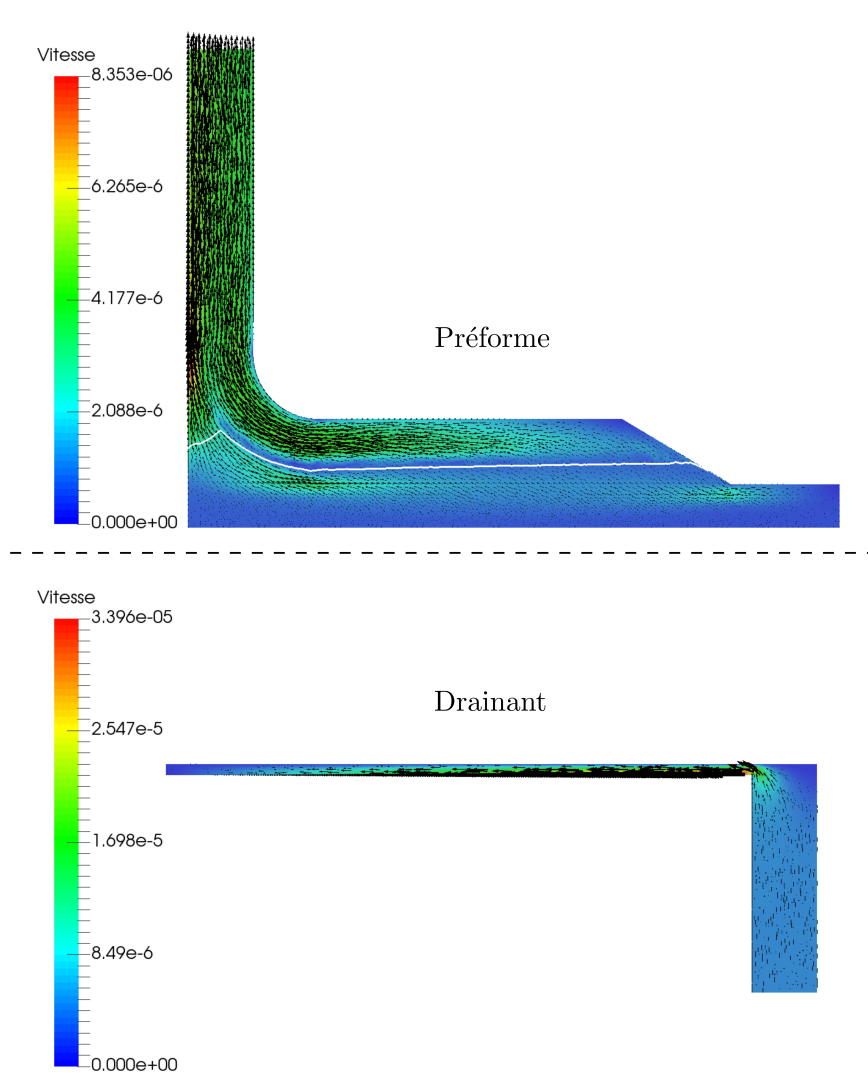 Vitesse
8.353e-06
6.265e-6
4.177e-6
2.088e-6
0.000e+00
Préforme
Vitesse
3.396e-05
2.547e-5
1.698e-5
8.49e-6
0.000e+00
Drainant